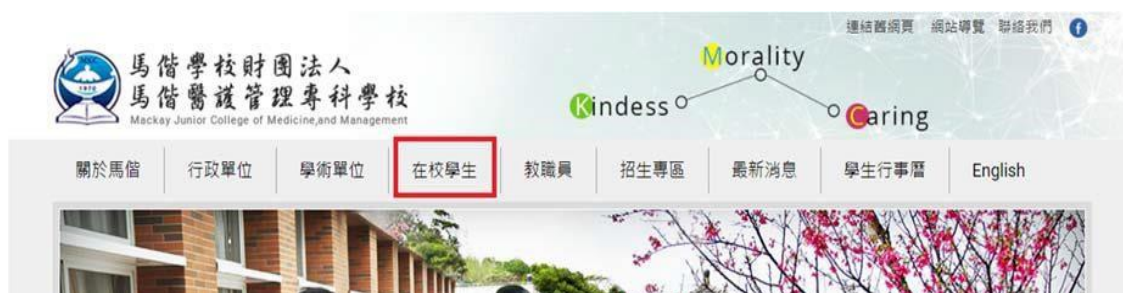 連結舊網頁 網站導覽 聯絡我們 f
MKC
1970
馬偕學校財團法人
馬偕醫護管理專科學校
Mackay Junior College of Medicine,and Management
Morality
Kindess
Caring
關於馬偕 行政單位 學術單位 在校學生 教職員 招生專區 最新消息 學生行事曆 English